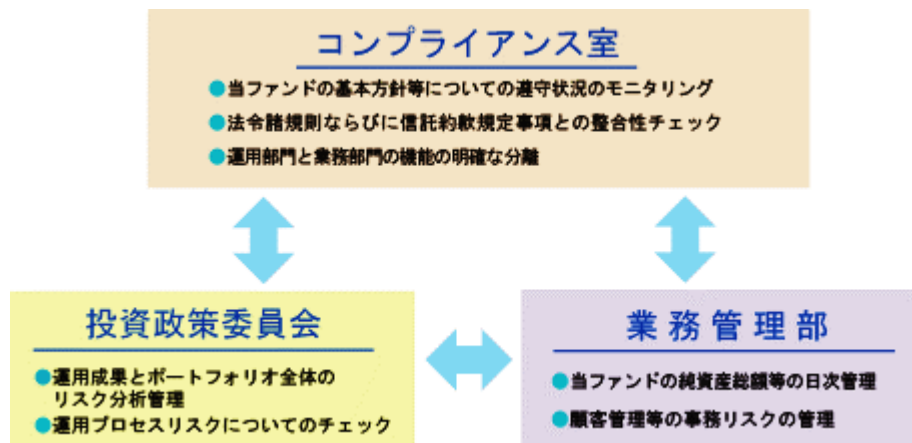 コンプライアンス室
●当ファンドの基本方針等についての遵守状況のモニタリング
●法令諸規則ならびに信託約款規定事項との整合性チェック
●運用部門と業務部門の機能の明確な分離
投資政策委員会
●運用成果とポートフォリオ全体の
リスク分析管理
●運用プロセスリスクについてのチェック
業務管理部
●当ファンドの純資産総額等の日次管理
●顧客管理等の事務リスクの管理